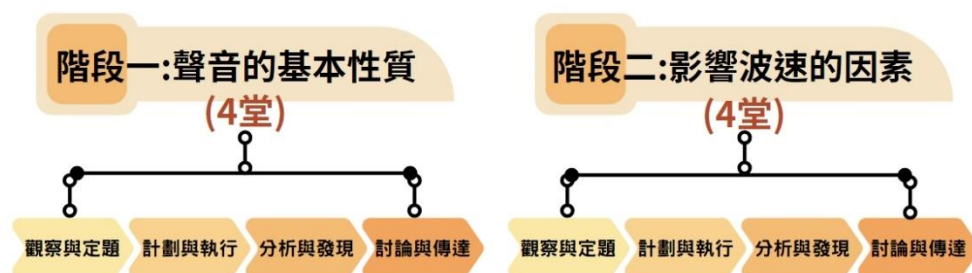 階段一:聲音的基本性質
(4堂)
觀察與定題
計劃與執行
分析與發現
討論與傳達
階段二:影響波速的因素
(4堂)
觀察與定題
計劃與執行
分析與發現
討論與傳達